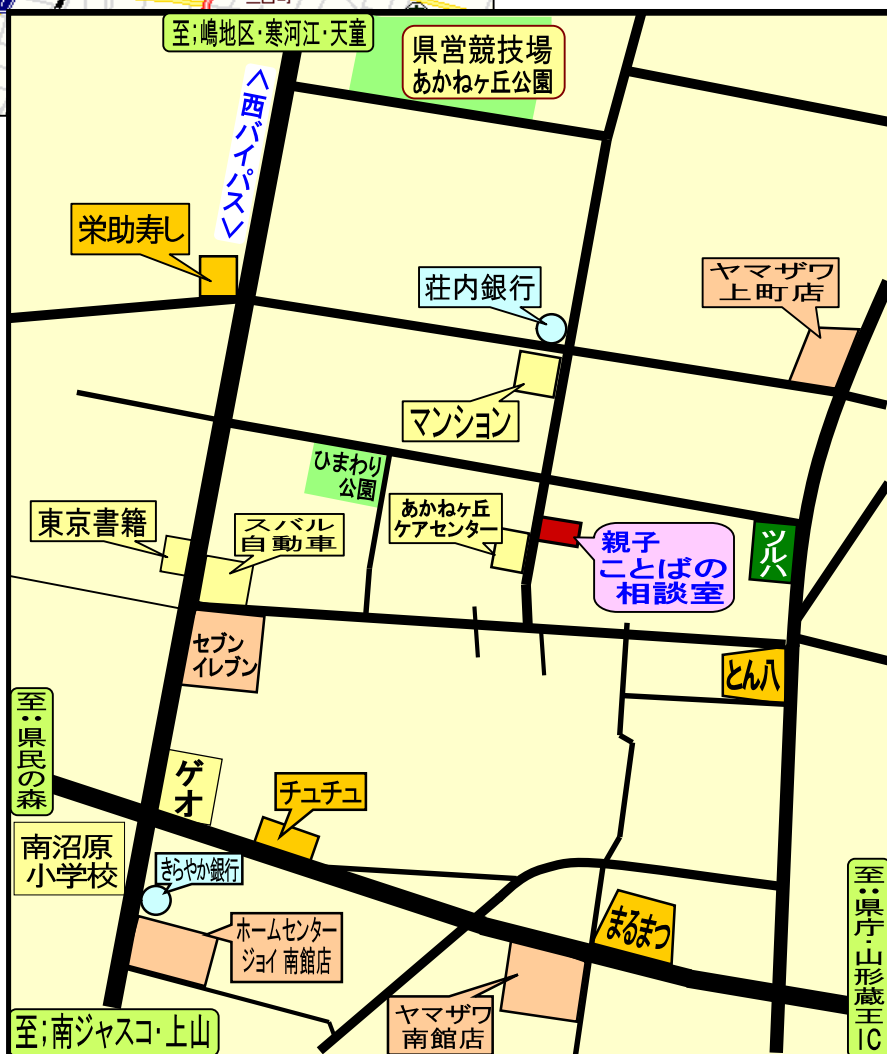 至;嶋地区・寒河江・天童
県営競技場
あかねヶ丘公園
＜西バイパス＞
栄助寿し
荘内銀行
ヤマザワ
上町店
マンション
ひまわり
公園
東京書籍
スバル
自動車
あかねヶ丘
ケアセンター
親子
ことばの
相談室
ツルハ
セブン
イレブン
とん八
至:県民の森
ゲオ
チュチュ
南沼原
小学校
きらやか銀行
ホームセンター
ジョイ 南館店
まるまつ
ヤマザワ
南館店
至:県庁・山形蔵王IC
至;南ジャスコ・上山